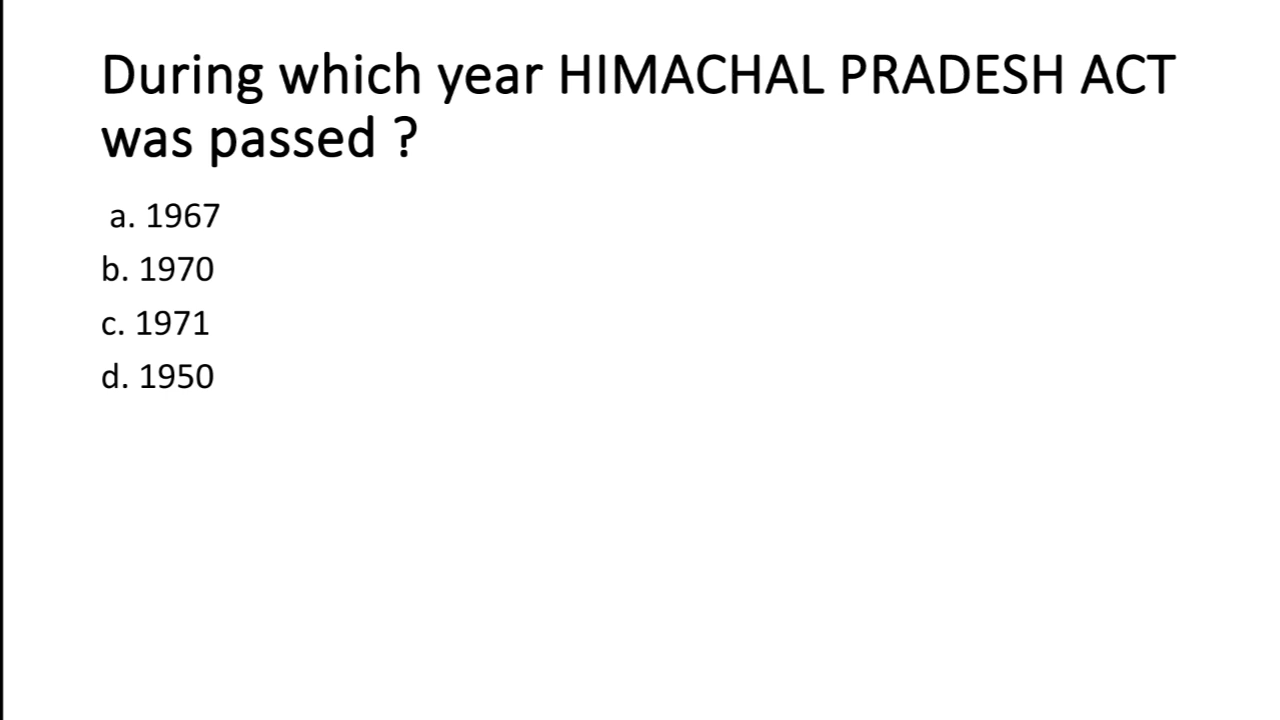 During which year HIMACHAL PRADESH ACT
was passed ?
a. 1967
b. 1970
c. 1971
d. 1950